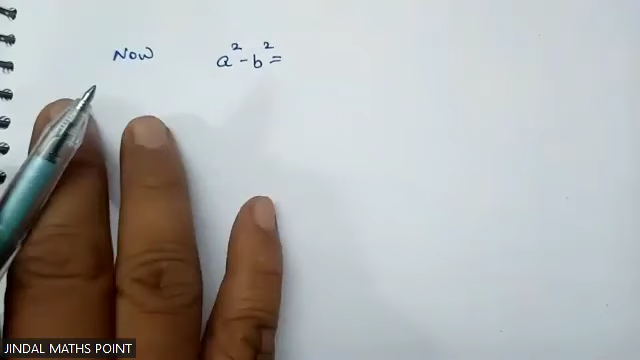 Now a² - b² =
JINDAL MATHS POINT